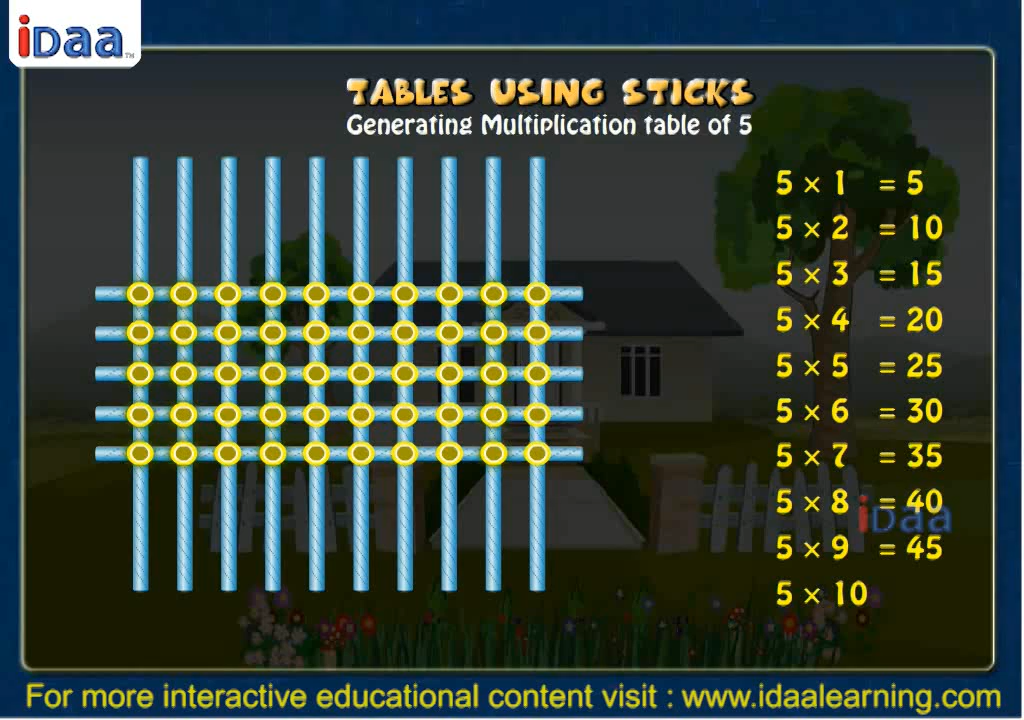 iDaa™
TABLES USING STICKS
Generating Multiplication table of 5
5 × 1 = 5
5 × 2 = 10
5 × 3 = 15
5 × 4 = 20
5 × 5 = 25
5 × 6 = 30
5 × 7 = 35
5 × 8 = 40
iDaa
5 × 9 = 45
5 × 10
For more interactive educational content visit : www.idaalearning.com